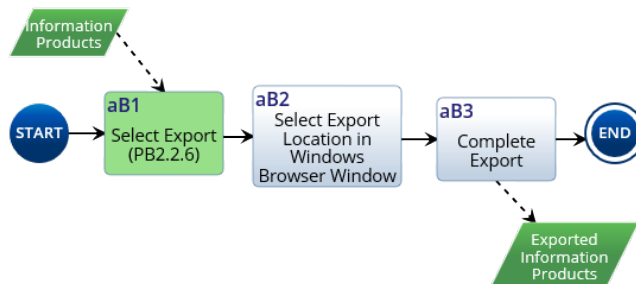 Information
Products
START
aB1
Select Export
(PB2.2.6)
aB2
Select Export
Location in
Windows
Browser Window
aB3
Complete
Export
END
Exported
Information
Products